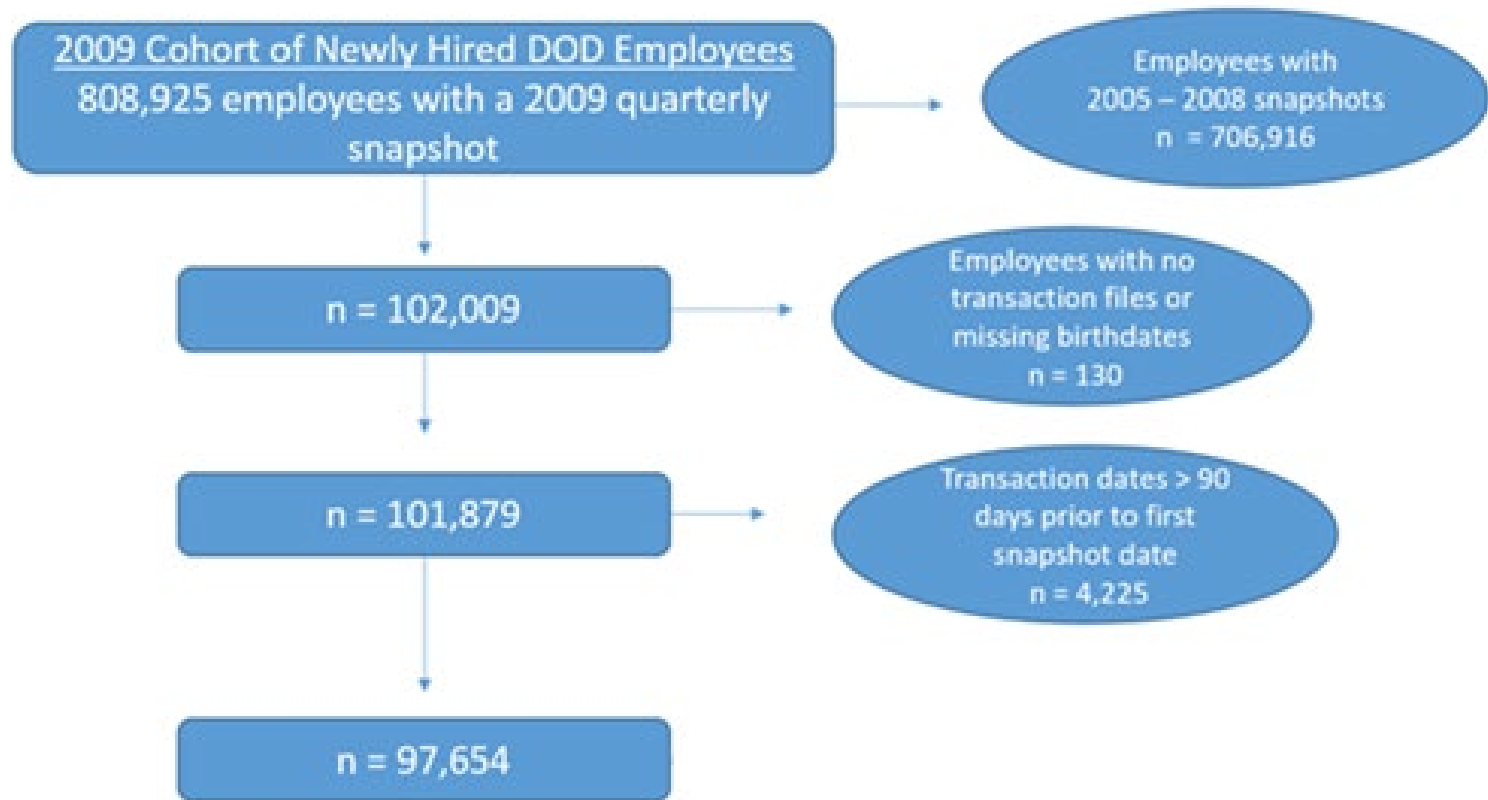 2009 Cohort of Newly Hired DOD Employees
808,925 employees with a 2009 quarterly
snapshot
Employees with
2005 – 2008 snapshots
n = 706,916
n = 102,009
Employees with no
transaction files or
missing birthdates
n = 130
n = 101,879
Transaction dates > 90
days prior to first
snapshot date
n = 4,225
n = 97,654